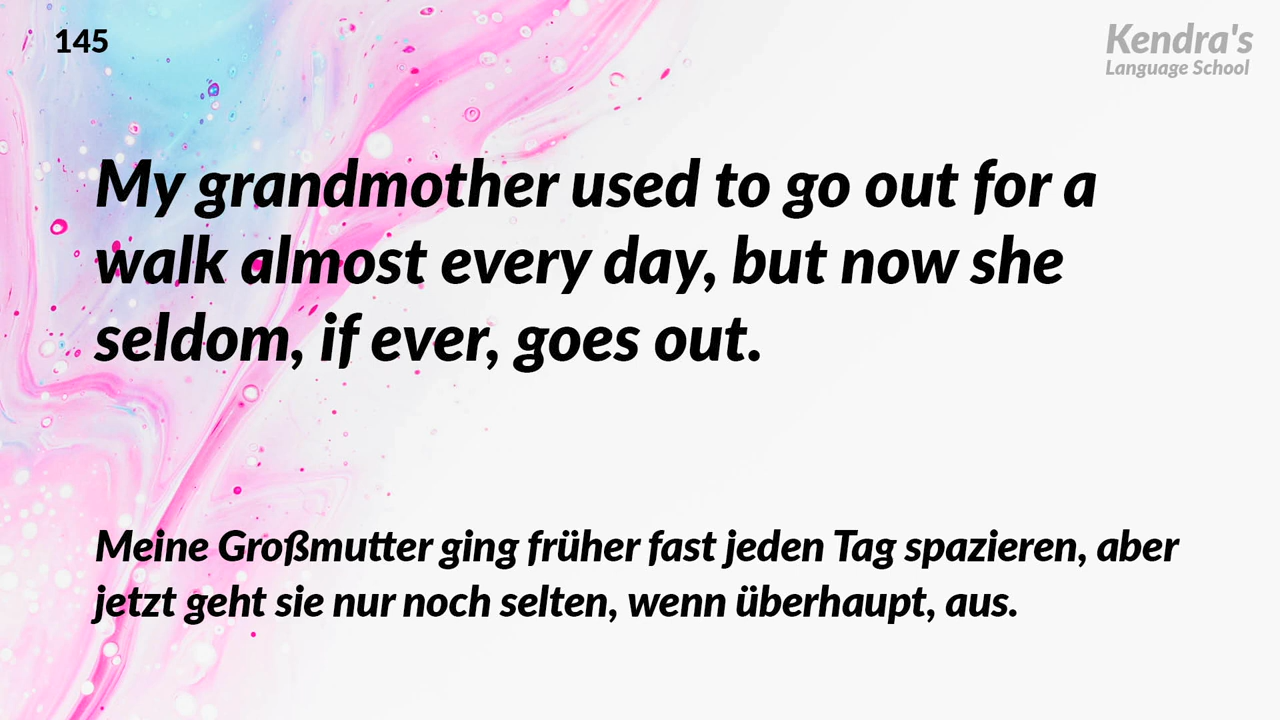 145
Kendra's
Language School
My grandmother used to go out for a
walk almost every day, but now she
seldom, if ever, goes out.
Meine Großmutter ging früher fast jeden Tag spazieren, aber
jetzt geht sie nur noch selten, wenn überhaupt, aus.